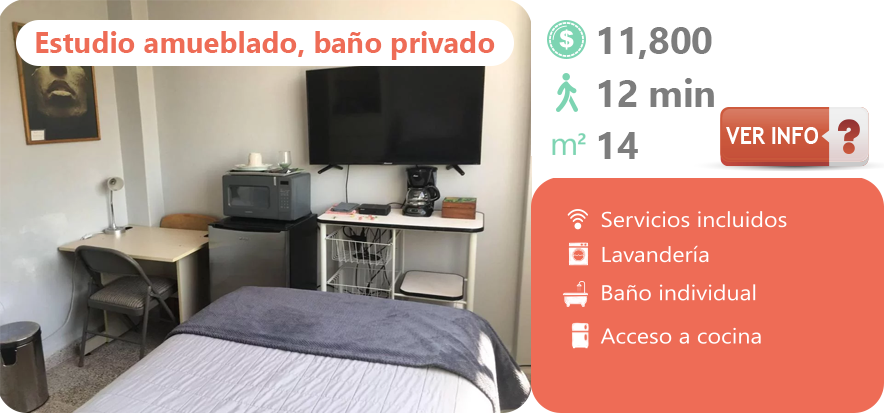 Estudio amueblado, baño privado
$ 11,800
12 min
m² 14
VER INFO ?
Servicios incluidos
Lavandería
Baño individual
Acceso a cocina